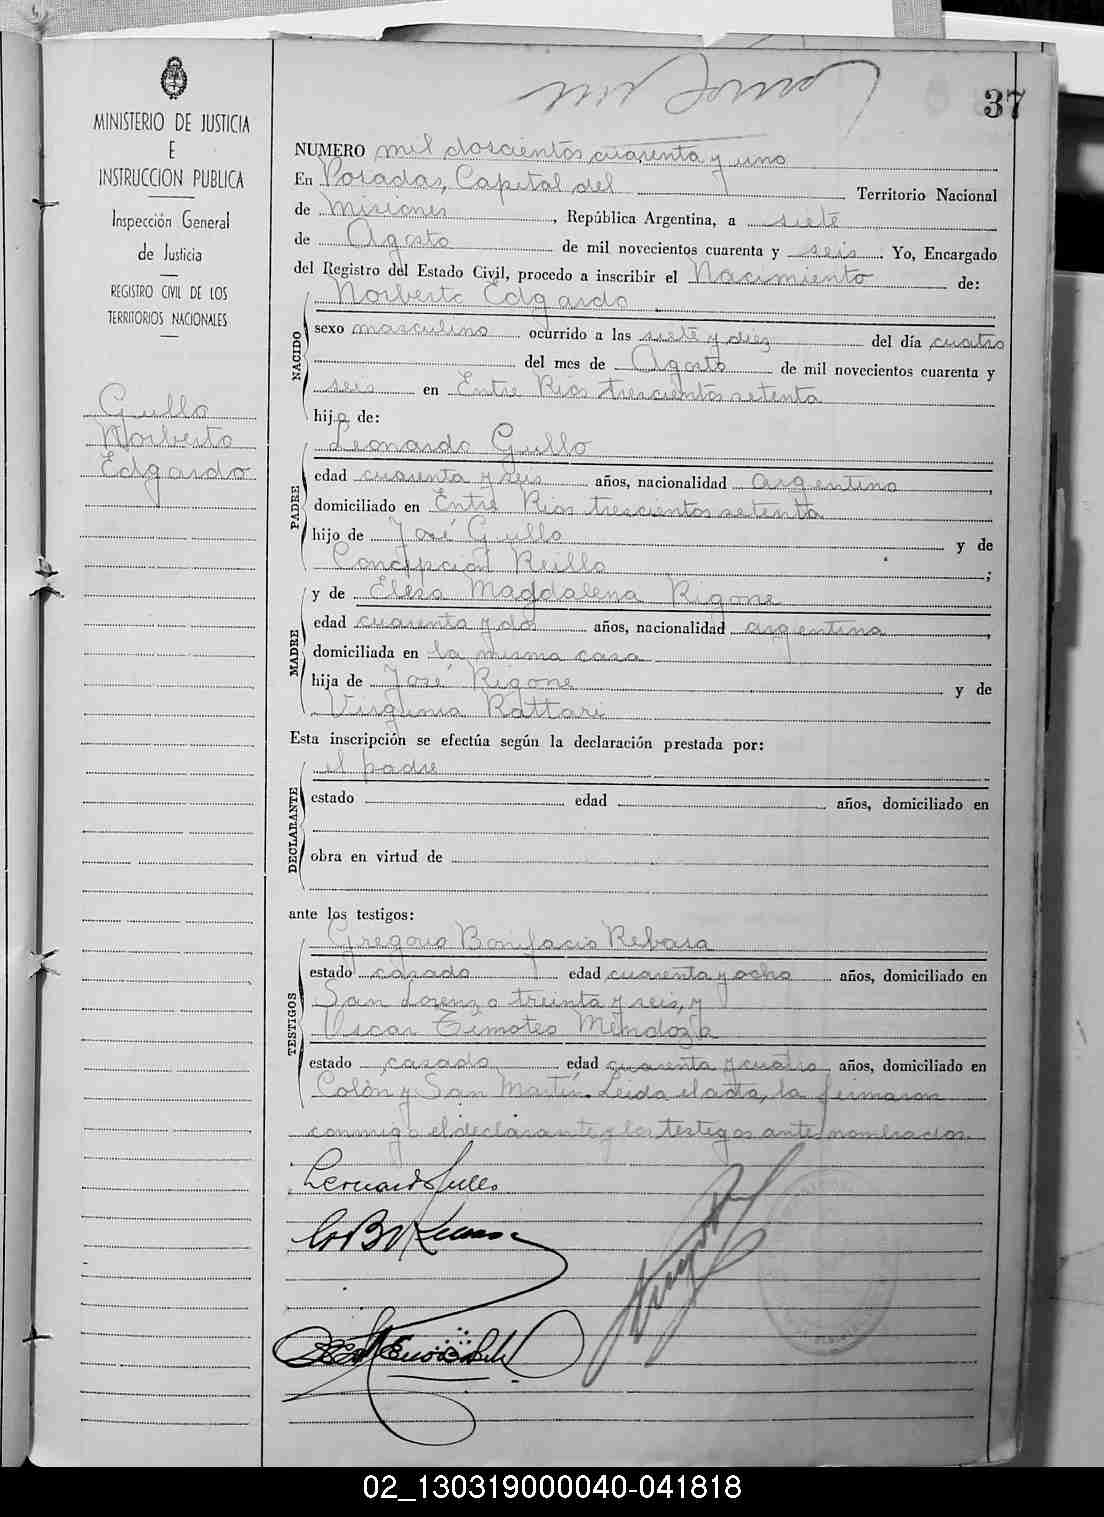 37
MINISTERIO DE JUSTICIA
E
INSTRUCCION PUBLICA
Inspección General
de Justicia
REGISTRO CIVIL DE LOS
TERRITORIOS NACIONALES
Gullo
Norberto
Edgardo
NUMERO mil doscientos cuarenta y uno
En Posadas, Capital del Territorio Nacional
de Misiones, República Argentina, a siete
de Agosto de mil novecientos cuarenta y seis. Yo, Encargado
del Registro del Estado Civil, procedo a inscribir el Nacimiento de:
NACIDO
Norberto Edgardo
sexo masculino ocurrido a las siete y diez del día cuatro
del mes de Agosto de mil novecientos cuarenta y
seis en Entre Rios trescientos setenta
hijo de:
PADRE
Leonardo Gullo
edad cuarenta y seis años, nacionalidad argentino,
domiciliado en Entre Rios trescientos setenta
hijo de José Gullo y de
Concipción Reillo;
MADRE
y de Elera Magdalena Rigone
edad cuarenta y dos años, nacionalidad argentina,
domiciliada en la misma casa
hija de José Rigone y de
Virginia Rattari
Esta inscripción se efectúa según la declaración prestada por:
DECLARANTE
el padre
estado edad años, domiciliado en
obra en virtud de
ante los testigos:
TESTIGOS
Gregorio Bonifacio Rebasa
estado casado edad cuarenta y ocho años, domiciliado en
San Lorenzo treinta y seis, y
Oscar Timoteo Mendoza
estado casado edad cuarenta y cuatro años, domiciliado en
Colón y San Martín. Leida el acta, la firmaron
conmigo el declarante y los testigos ante nombrados.
02_130319000040-041818